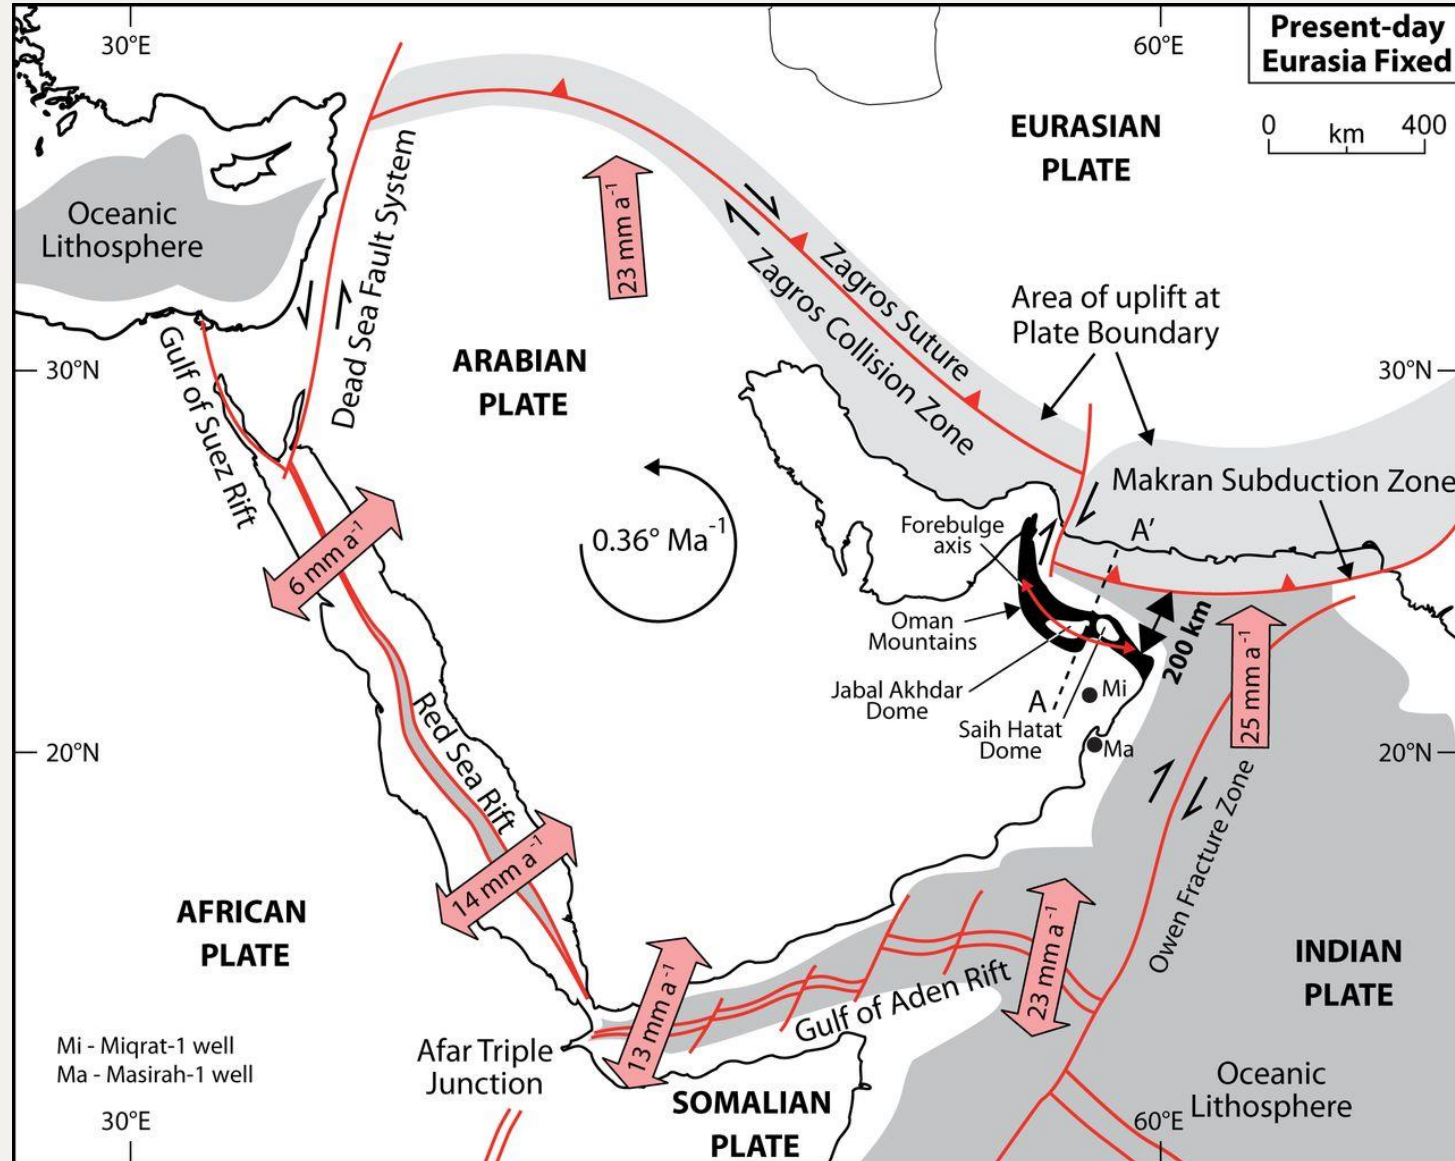 30°E
60°E
Present-day
Eurasia Fixed
0
km
400
EURASIAN
PLATE
Oceanic
Lithosphere
Dead Sea Fault System
23 mm a⁻¹
Zagros Suture
Zagros Collision Zone
Area of uplift at
Plate Boundary
30°N
30°N
Gulf of Suez Rift
ARABIAN
PLATE
Makran Subduction Zone
6 mm a⁻¹
0.36° Ma⁻¹
Forebulge
axis
A'
Oman
Mountains
200 km
Jabal Akhdar
Dome
A
Mi
Saih Hatat
Dome
Ma
25 mm a⁻¹
20°N
20°N
Red Sea Rift
Owen Fracture Zone
14 mm a⁻¹
AFRICAN
PLATE
13 mm a⁻¹
23 mm a⁻¹
Gulf of Aden Rift
INDIAN
PLATE
Mi - Miqrat-1 well
Ma - Masirah-1 well
Afar Triple
Junction
SOMALIAN
PLATE
Oceanic
Lithosphere
30°E
60°E